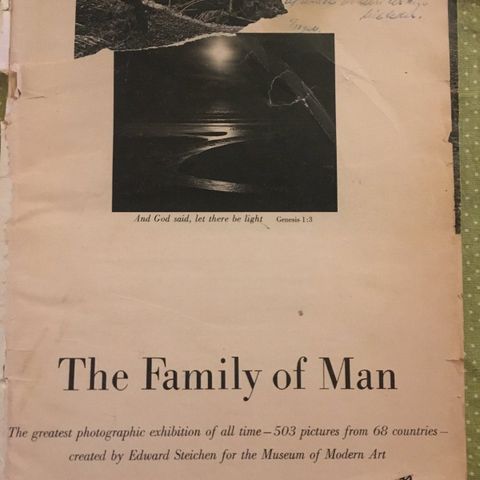 And God said, let there be light Genesis 1:3
The Family of Man
The greatest photographic exhibition of all time—503 pictures from 68 countries—
created by Edward Steichen for the Museum of Modern Art